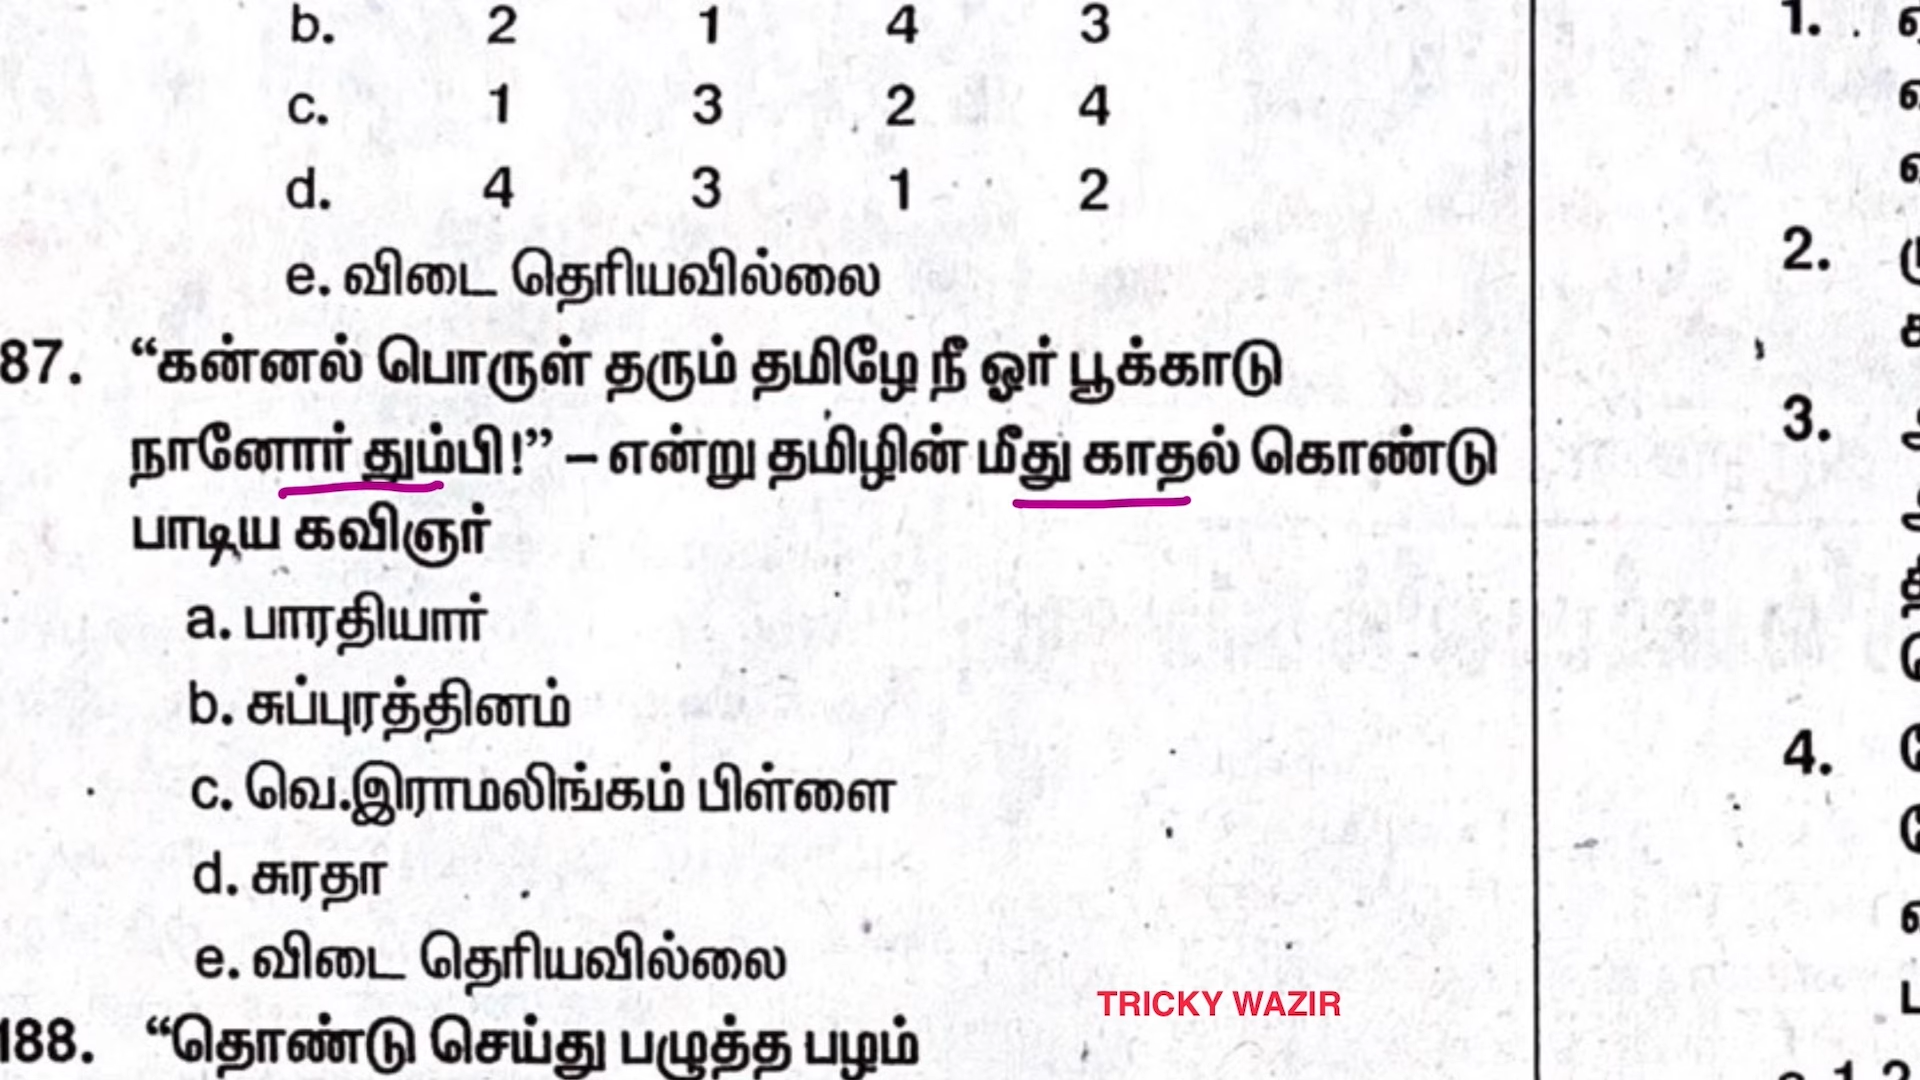 b. 2 1 4 3
c. 1 3 2 4
d. 4 3 1 2
e. விடை தெரியவில்லை
87. “கன்னல் பொருள் தரும் தமிழே நீ ஓர் பூக்காடு
நானோர் தும்பி!” – என்று தமிழின் மீது காதல் கொண்டு
பாடிய கவிஞர்
a. பாரதியார்
b. சுப்புரத்தினம்
c. வெ.இராமலிங்கம் பிள்ளை
d. சுரதா
e. விடை தெரியவில்லை
188. “தொண்டு செய்து பழுத்த பழம்
TRICKY WAZIR
1.
2.
3.
4.